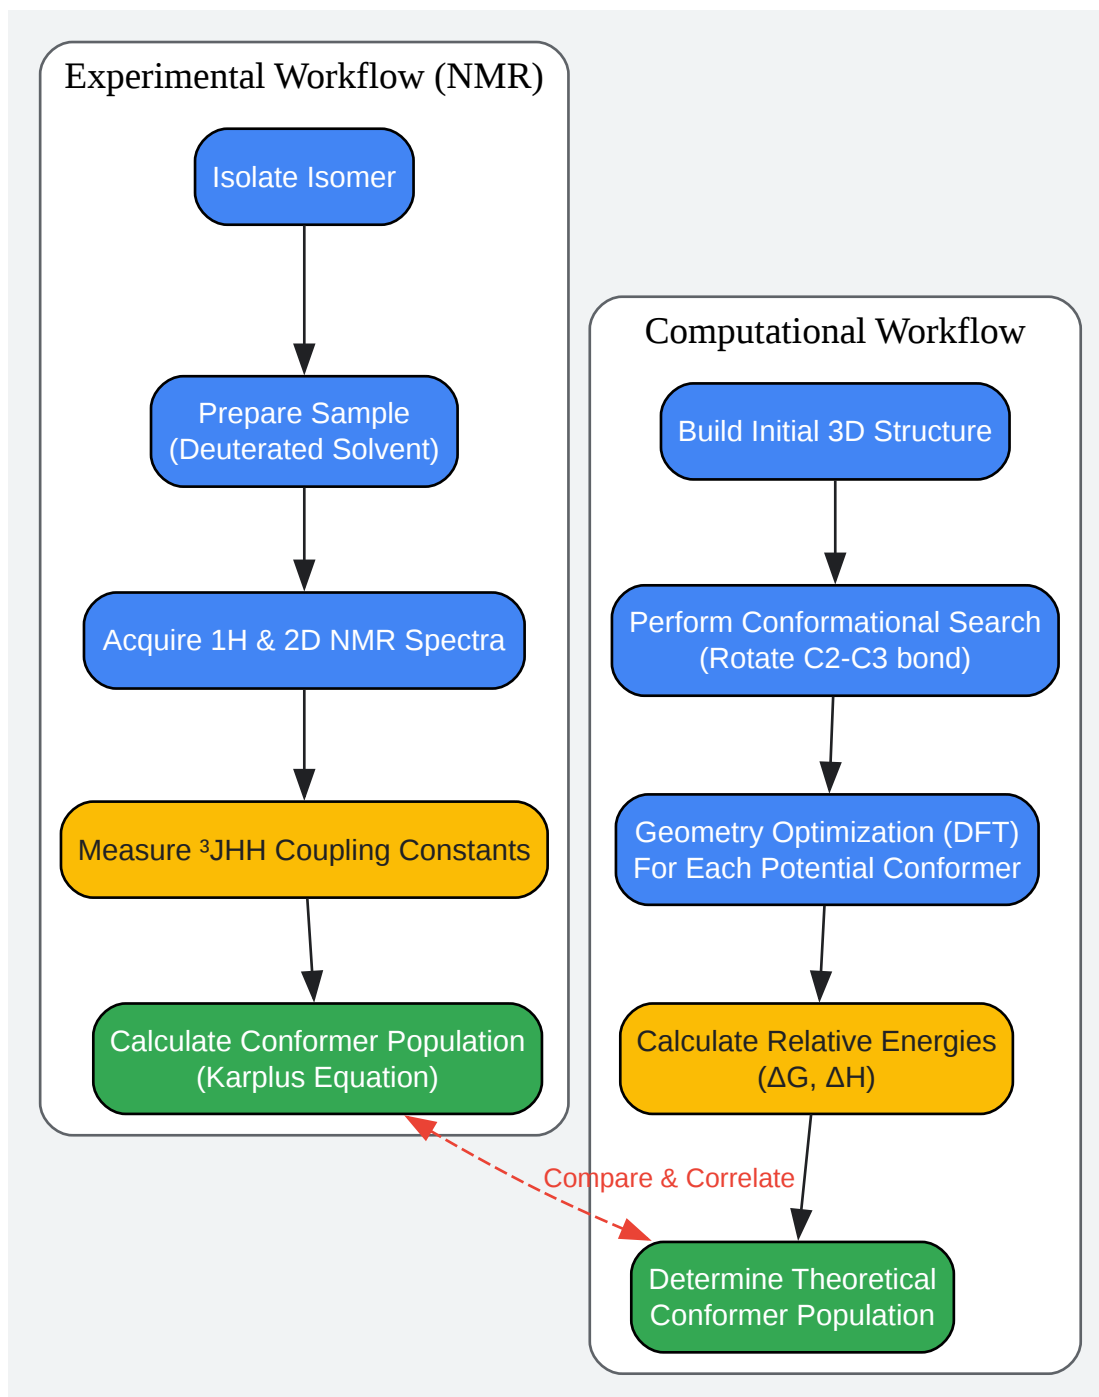 Experimental Workflow (NMR)
Isolate Isomer
Prepare Sample
(Deuterated Solvent)
Acquire 1H & 2D NMR Spectra
Measure ³JHH Coupling Constants
Calculate Conformer Population
(Karplus Equation)
Computational Workflow
Build Initial 3D Structure
Perform Conformational Search
(Rotate C2-C3 bond)
Geometry Optimization (DFT)
For Each Potential Conformer
Calculate Relative Energies
(ΔG, ΔH)
Compare & Correlate
Determine Theoretical
Conformer Population